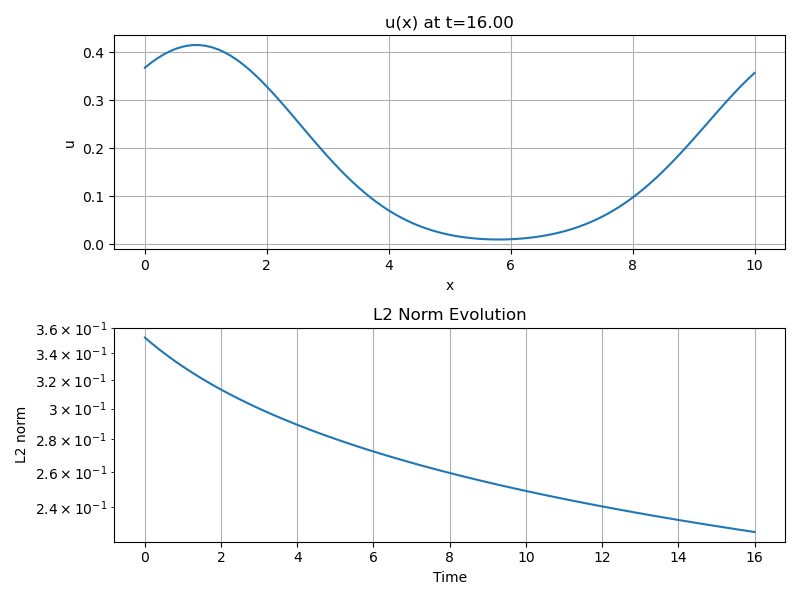 u(x) at t=16.00
u
0.4
0.3
0.2
0.1
0.0
0 2 4 6 8 10
x
L2 Norm Evolution
L2 norm
3.6 × 10⁻¹
3.4 × 10⁻¹
3.2 × 10⁻¹
3 × 10⁻¹
2.8 × 10⁻¹
2.6 × 10⁻¹
2.4 × 10⁻¹
0 2 4 6 8 10 12 14 16
Time